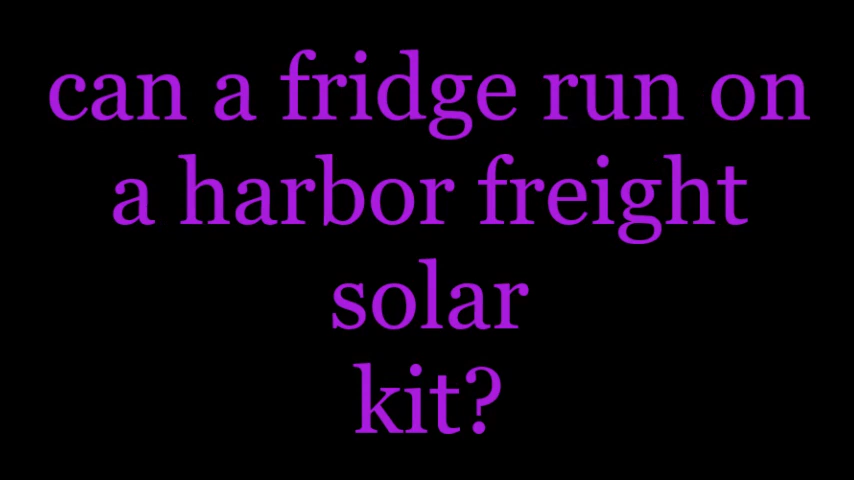 can a fridge run on
a harbor freight
solar
kit?